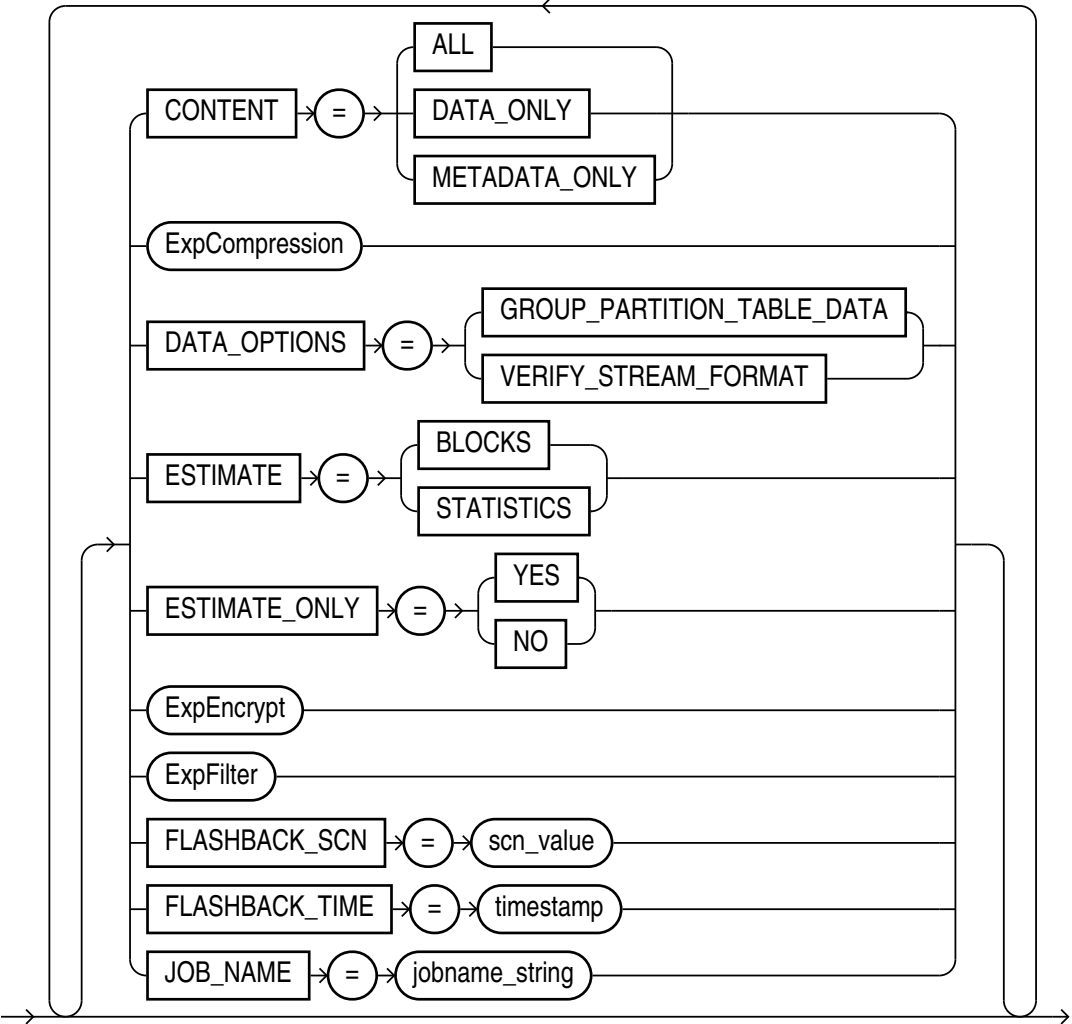 ALL
CONTENT = DATA_ONLY
METADATA_ONLY
ExpCompression
GROUP_PARTITION_TABLE_DATA
DATA_OPTIONS =
VERIFY_STREAM_FORMAT
BLOCKS
ESTIMATE =
STATISTICS
YES
ESTIMATE_ONLY =
NO
ExpEncrypt
ExpFilter
FLASHBACK_SCN = scn_value
FLASHBACK_TIME = timestamp
JOB_NAME = jobname_string